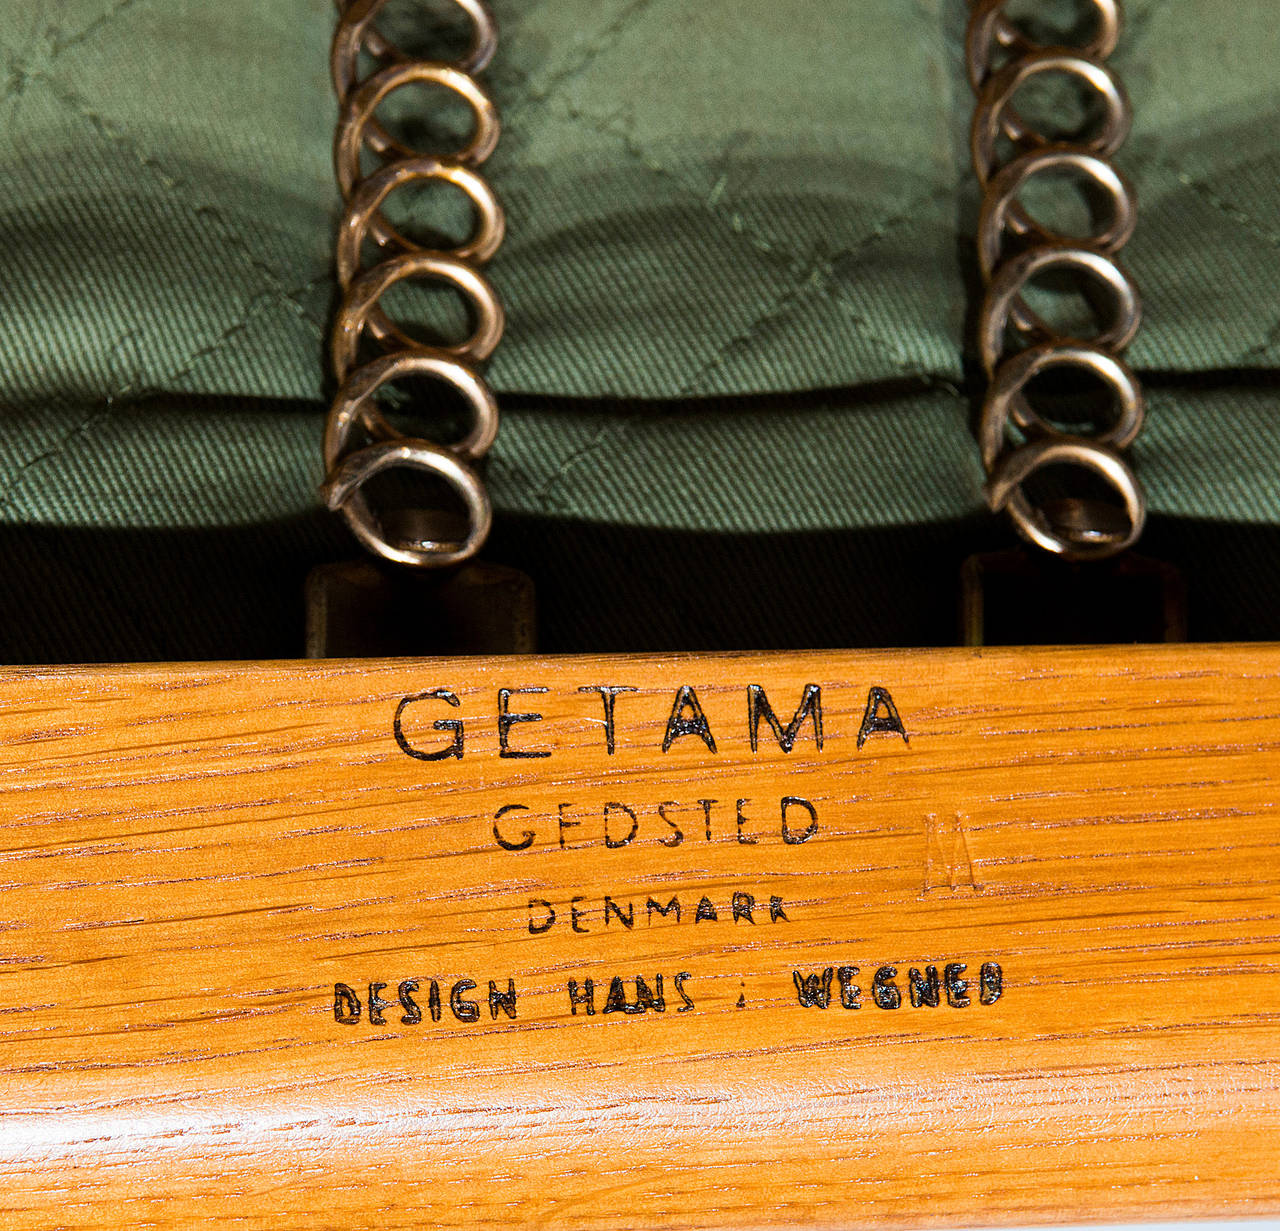 GETAMA
GEDSTED
DENMARK
DESIGN HANS J WEGNER
M